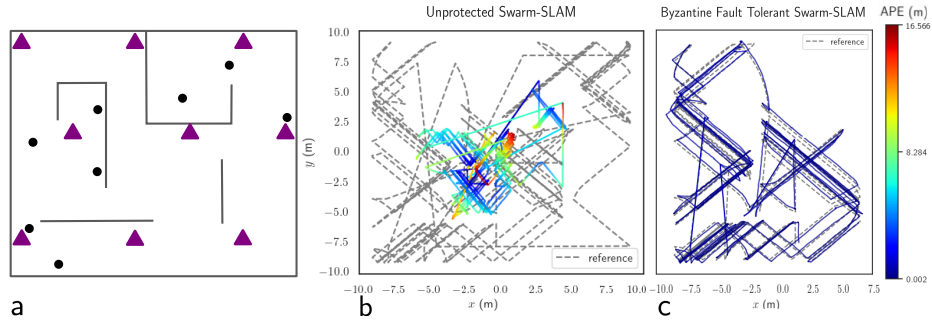 Unprotected Swarm-SLAM
Byzantine Fault Tolerant Swarm-SLAM
APE (m)
16.566
8.284
0.002
10.0
7.5
5.0
2.5
0.0
−2.5
−5.0
−7.5
−10.0
y (m)
reference
−10.0 −7.5 −5.0 −2.5 0.0 2.5 5.0 7.5 10.0
x (m)
reference
−10.0 −7.5 −5.0 −2.5 0.0 2.5 5.0 7.5
x (m)
a
b
c